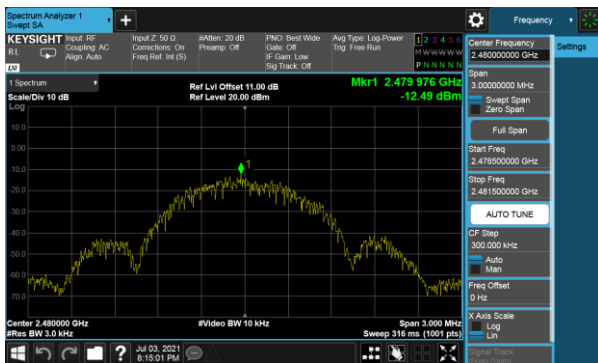 Spectrum Analyzer 1
Swept SA
Frequency
KEYSIGHT
RL
Input: RF
Coupling: AC
Align: Auto
Input Z: 50 Ω
Corrections: On
Freq Ref: Int (S)
#Atten: 20 dB
Preamp: Off
PNO: Best Wide
Gate: Off
IF Gain: Low
Sig Track: Off
Avg Type: Log-Power
Trig: Free Run
1 2 3 4 5 6
M W W W W W
P N N N N N
LXI
1 Spectrum
Scale/Div 10 dB
Log
Ref Lvl Offset 11.00 dB
Ref Level 20.00 dBm
Mkr1 2.479 976 GHz
-12.49 dBm
10.0
0.00
-10.0
-20.0
-30.0
-40.0
-50.0
-60.0
-70.0
1
Center 2.480000 GHz
#Res BW 3.0 kHz
#Video BW 10 kHz
Span 3.000 MHz
Sweep 316 ms (1001 pts)
Jul 03, 2021
8:15:01 PM
Center Frequency
2.480000000 GHz
Span
3.00000000 MHz
Swept Span
Zero Span
Full Span
Start Freq
2.478500000 GHz
Stop Freq
2.481500000 GHz
AUTO TUNE
CF Step
300.000 kHz
Auto
Man
Freq Offset
0 Hz
X Axis Scale
Log
Lin
Signal Track
(Span Zoom)
Settings